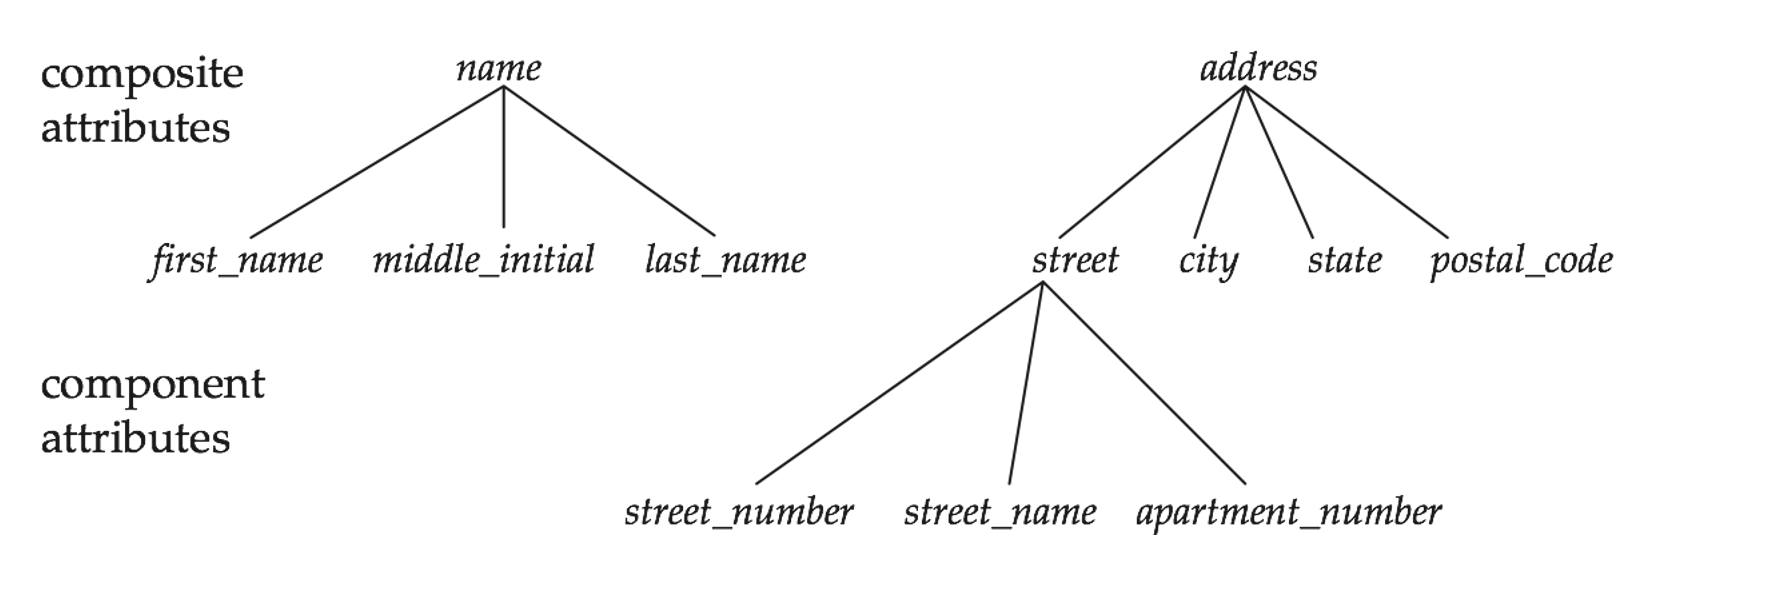 composite
attributes
name
address
first_name middle_initial last_name
street city state postal_code
component
attributes
street_number street_name apartment_number